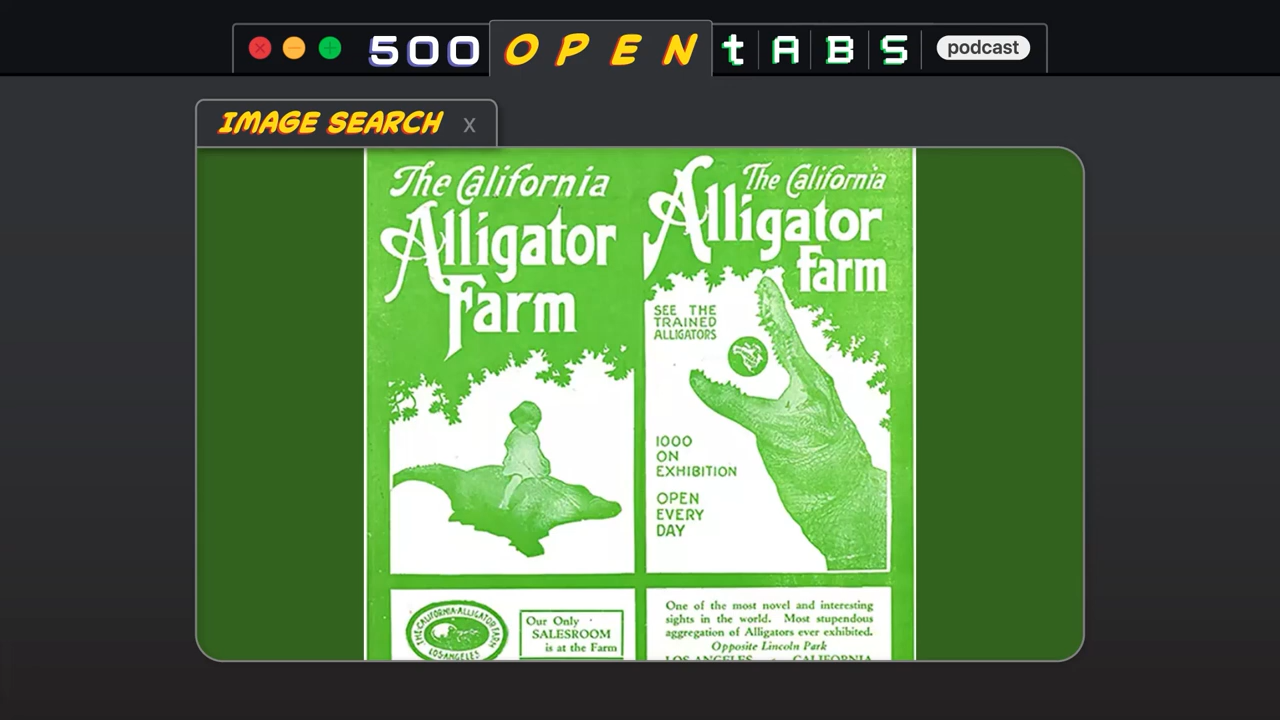 500 OPEN tABS podcast
IMAGE SEARCH x
The California
Alligator
Farm
THE CALIFORNIA ALLIGATOR FARM
LOS ANGELES
Our Only
SALESROOM
is at the Farm
The California
Alligator
Farm
SEE THE
TRAINED
ALLIGATORS
1000
ON
EXHIBITION
OPEN
EVERY
DAY
One of the most novel and interesting
sights in the world. Most stupendous
aggregation of Alligators ever exhibited.
Opposite Lincoln Park
LOS ANGELES CALIFORNIA